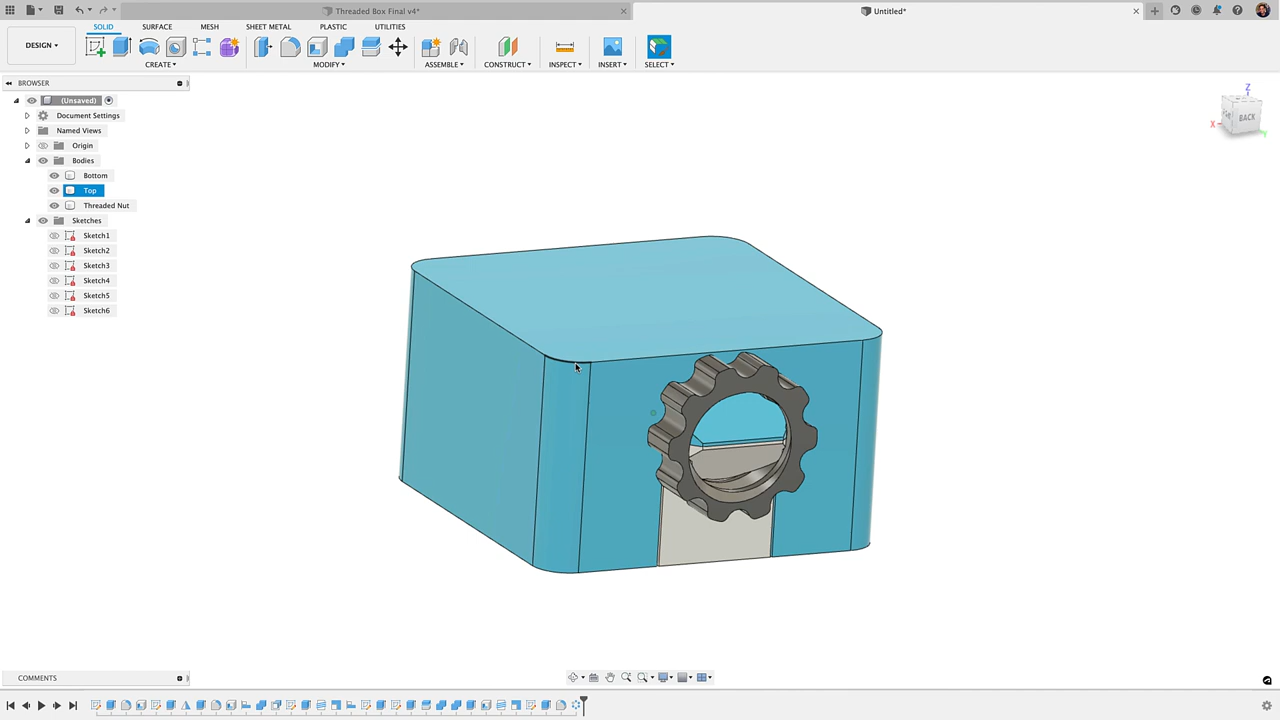 Threaded Box Final v4*
Untitled*
DESIGN
SOLID SURFACE MESH SHEET METAL PLASTIC UTILITIES
CREATE MODIFY ASSEMBLE CONSTRUCT INSPECT INSERT SELECT
BROWSER
(Unsaved)
Document Settings
Named Views
Origin
Bodies
Bottom
Top
Threaded Nut
Sketches
Sketch1
Sketch2
Sketch3
Sketch4
Sketch5
Sketch6
Z
BACK
X
Y
COMMENTS